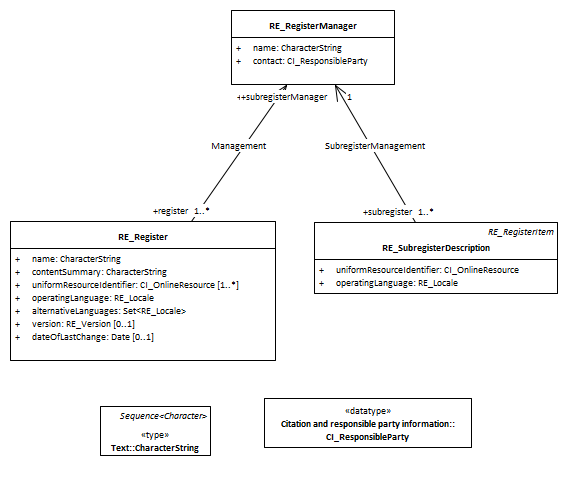 RE_RegisterManager
+ name: CharacterString
+ contact: CI_ResponsibleParty
++subregisterManager 1
Management SubregisterManagement
+register 1..* +subregister 1..*
RE_Register
+ name: CharacterString
+ contentSummary: CharacterString
+ uniformResourceIdentifier: CI_OnlineResource [1..*]
+ operatingLanguage: RE_Locale
+ alternativeLanguages: Set<RE_Locale>
+ version: RE_Version [0..1]
+ dateOfLastChange: Date [0..1]
RE_RegisterItem
RE_SubregisterDescription
+ uniformResourceIdentifier: CI_OnlineResource
+ operatingLanguage: RE_Locale
Sequence<Character>
«type»
Text::CharacterString
«datatype»
Citation and responsible party information::
CI_ResponsibleParty